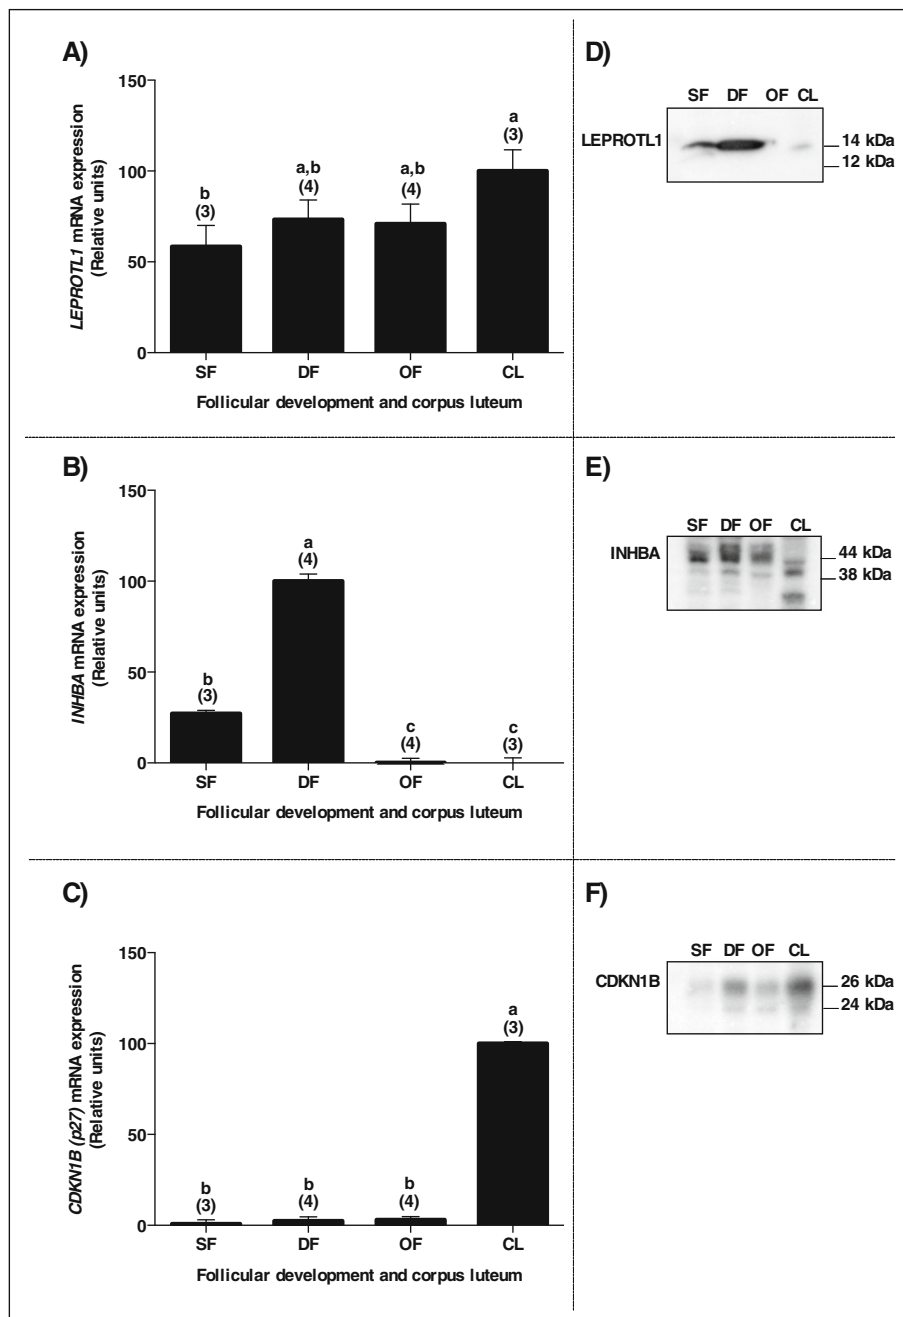 A)
LEPROTL1 mRNA expression
(Relative units)
150
100
50
0
b
(3)
a,b
(4)
a,b
(4)
a
(3)
SF DF OF CL
Follicular development and corpus luteum
D)
SF DF OF CL
LEPROTL1
14 kDa
12 kDa
B)
INHBA mRNA expression
(Relative units)
150
100
50
0
b
(3)
a
(4)
c
(4)
c
(3)
SF DF OF CL
Follicular development and corpus luteum
E)
SF DF OF CL
INHBA
44 kDa
38 kDa
C)
CDKN1B (p27) mRNA expression
(Relative units)
150
100
50
0
b
(3)
b
(4)
b
(4)
a
(3)
SF DF OF CL
Follicular development and corpus luteum
F)
SF DF OF CL
CDKN1B
26 kDa
24 kDa